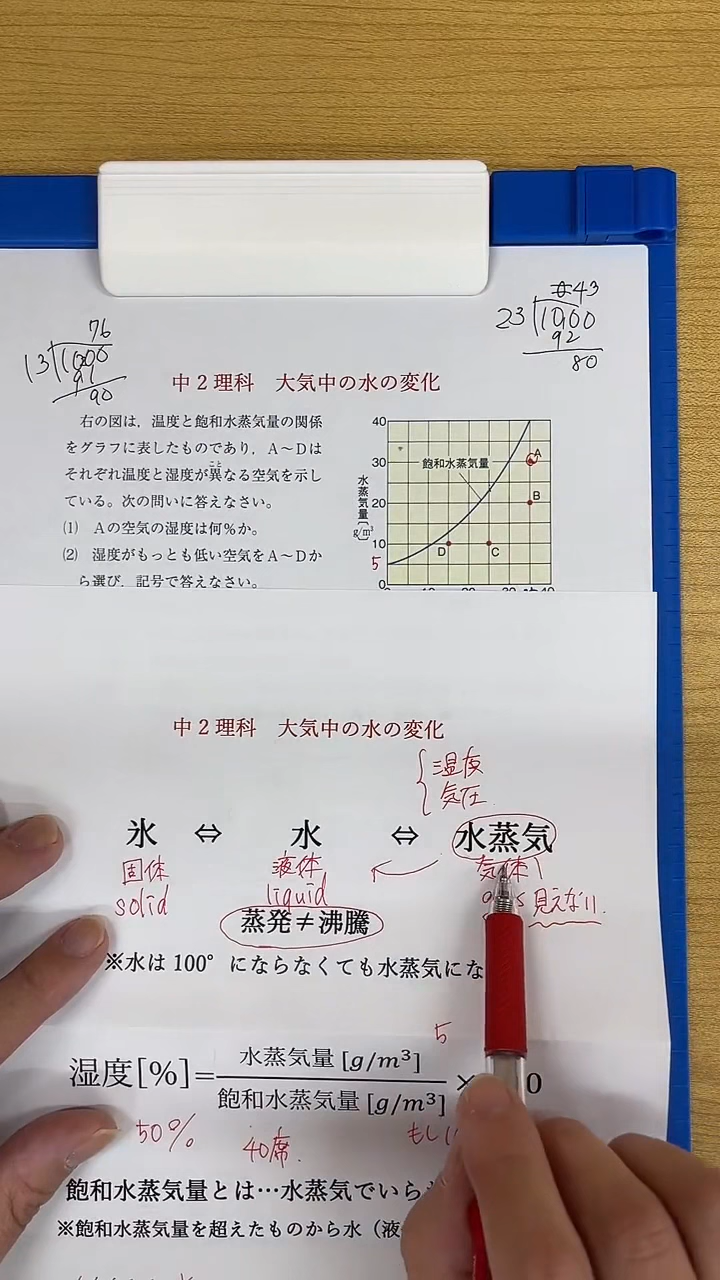 76
13 1000
91
90
43
23 1000
92
80
中2理科 大気中の水の変化
右の図は，温度と飽和水蒸気量の関係
をグラフに表したものであり，A〜Dは
それぞれ温度と湿度が異なる空気を示し
こと
ている。次の問いに答えなさい。
⑴ Aの空気の湿度は何％か。
⑵ 湿度がもっとも低い空気をA〜Dか
ら選び，記号で答えなさい。
40
30
20
10
5
0
水蒸気量〔g/m³〕
飽和水蒸気量
A
B
C
D
中2理科 大気中の水の変化
温度
気圧
氷 ⇔ 水 ⇔ 水蒸気
固体 液体 気体
solid liquid 見えない
蒸発≠沸騰
※水は100°にならなくても水蒸気にな
5
湿度[%]=水蒸気量[g/m³]
飽和水蒸気量[g/m³]
× 0
50%
40席
もし
飽和水蒸気量とは…水蒸気でいら
※飽和水蒸気量を超えたものから水（液